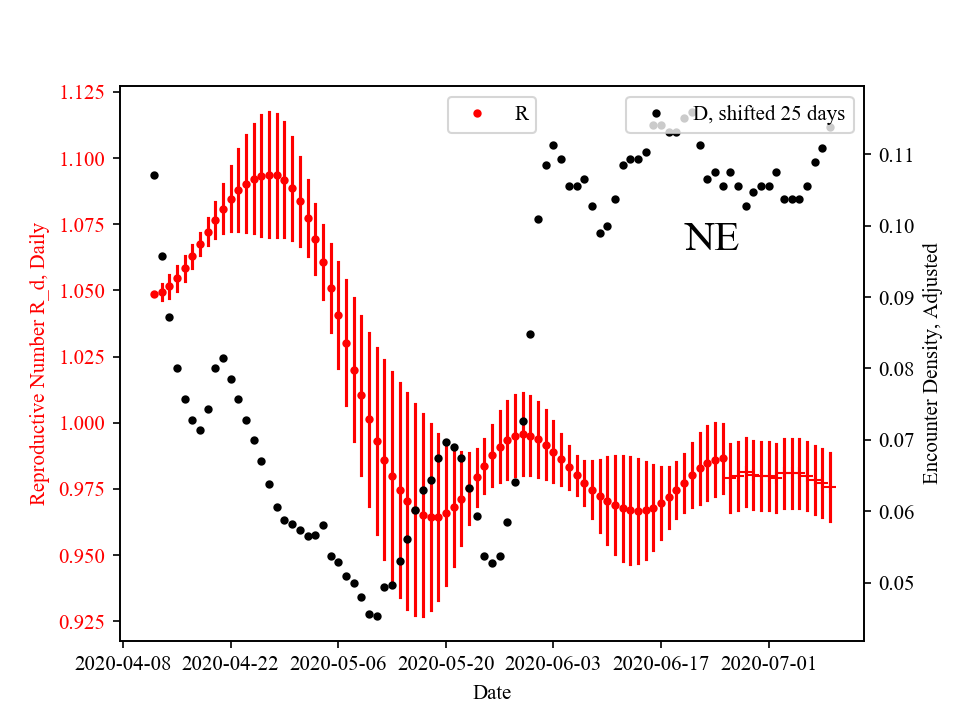 R
D, shifted 25 days
NE
Reproductive Number R_d, Daily
1.125
1.100
1.075
1.050
1.025
1.000
0.975
0.950
0.925
0.11
0.10
0.09
0.08
0.07
0.06
0.05
Encounter Density, Adjusted
2020-04-08 2020-04-22 2020-05-06 2020-05-20 2020-06-03 2020-06-17 2020-07-01
Date